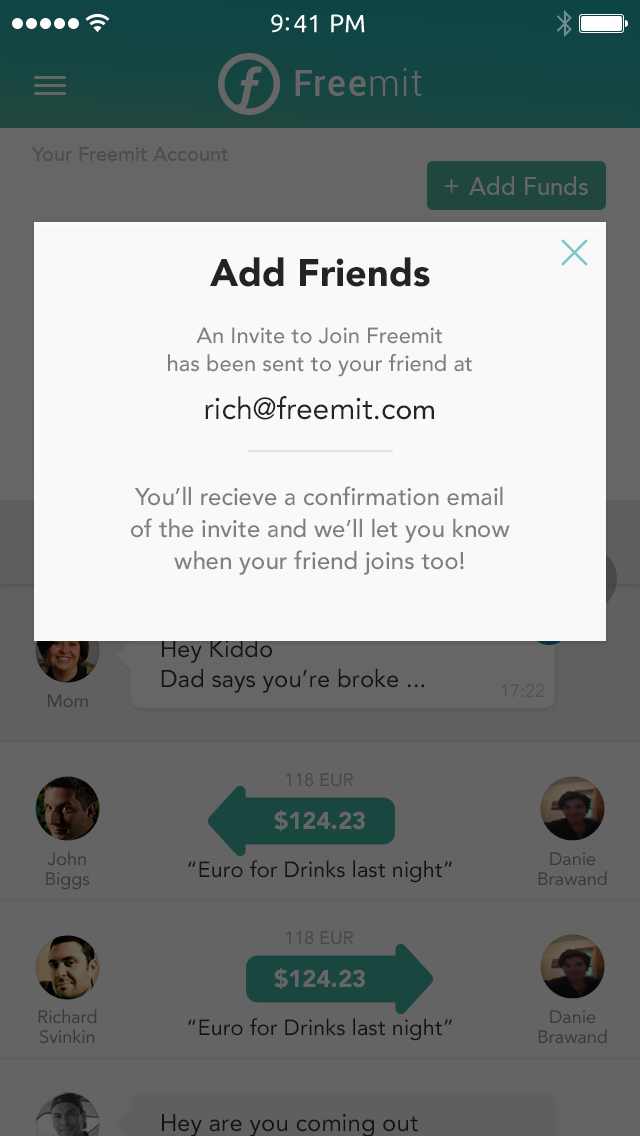 9:41 PM
Freemit
Your Freemit Account
+ Add Funds
Add Friends
An Invite to Join Freemit
has been sent to your friend at
rich@freemit.com
You’ll recieve a confirmation email
of the invite and we’ll let you know
when your friend joins too!
Hey Kiddo
Dad says you’re broke ...
17:22
Mom
118 EUR
$124.23
“Euro for Drinks last night”
John
Biggs
Danie
Brawand
118 EUR
$124.23
“Euro for Drinks last night”
Richard
Svinkin
Danie
Brawand
Hey are you coming out